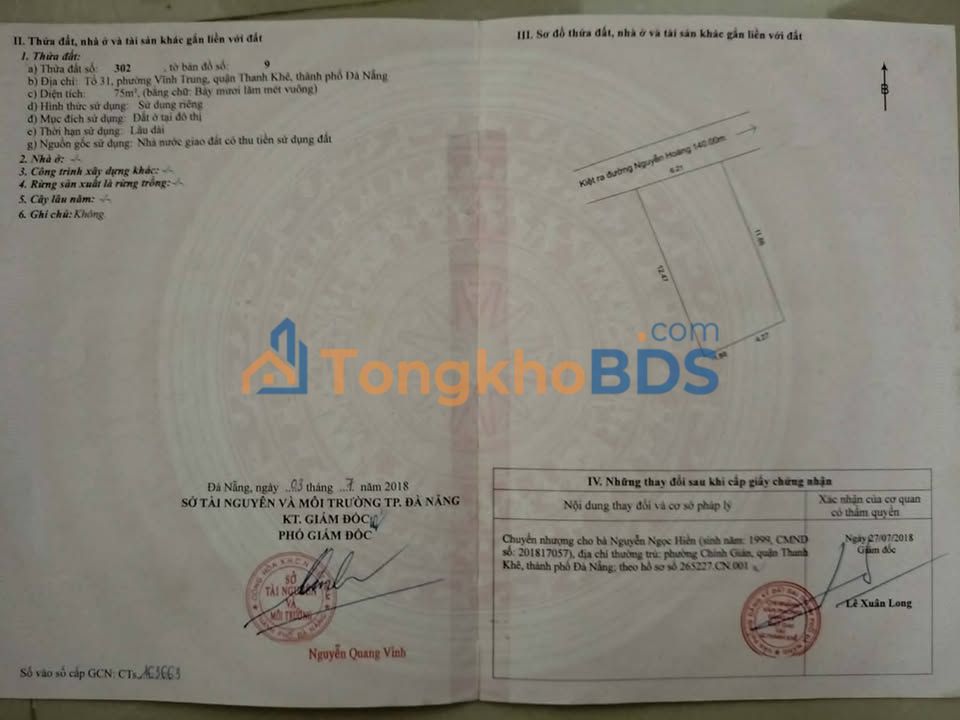 II. Thửa đất, nhà ở và tài sản khác gắn liền với đất
1. Thửa đất:
a) Thửa đất số: 302 , tờ bản đồ số: 9
b) Địa chỉ: Tổ 31, phường Vĩnh Trung, quận Thanh Khê, thành phố Đà Nẵng
c) Diện tích: 75m², (bằng chữ: Bảy mươi lăm mét vuông)
d) Hình thức sử dụng: Sử dụng riêng
đ) Mục đích sử dụng: Đất ở tại đô thị
e) Thời hạn sử dụng: Lâu dài
g) Nguồn gốc sử dụng: Nhà nước giao đất có thu tiền sử dụng đất
2. Nhà ở: -/-
3. Công trình xây dựng khác: -/-
4. Rừng sản xuất là rừng trồng: -/-
5. Cây lâu năm: -/-
6. Ghi chú: Không
Đà Nẵng, ngày 03 tháng 7 năm 2018
SỞ TÀI NGUYÊN VÀ MÔI TRƯỜNG TP. ĐÀ NẴNG
KT. GIÁM ĐỐC
PHÓ GIÁM ĐỐC
SỞ
TÀI NGUYÊN
VÀ
MÔI TRƯỜNG
Nguyễn Quang Vinh
Số vào sổ cấp GCN: CTs 163663
III. Sơ đồ thửa đất, nhà ở và tài sản khác gắn liền với đất
B
Kiệt ra đường Nguyễn Hoàng 140.00m
6.21
11.88
12.47
4.27
TongkhoBDS.com
IV. Những thay đổi sau khi cấp giấy chứng nhận
Nội dung thay đổi và cơ sở pháp lý
Xác nhận của cơ quan
có thẩm quyền
Chuyển nhượng cho bà Nguyễn Ngọc Hiền (sinh năm: 1999, CMND
số: 201817057), địa chỉ thường trú: phường Chính Gián, quận Thanh
Khê, thành phố Đà Nẵng; theo hồ sơ số 265227.CN.001
Ngày 27/07/2018
Giám đốc
Lê Xuân Long